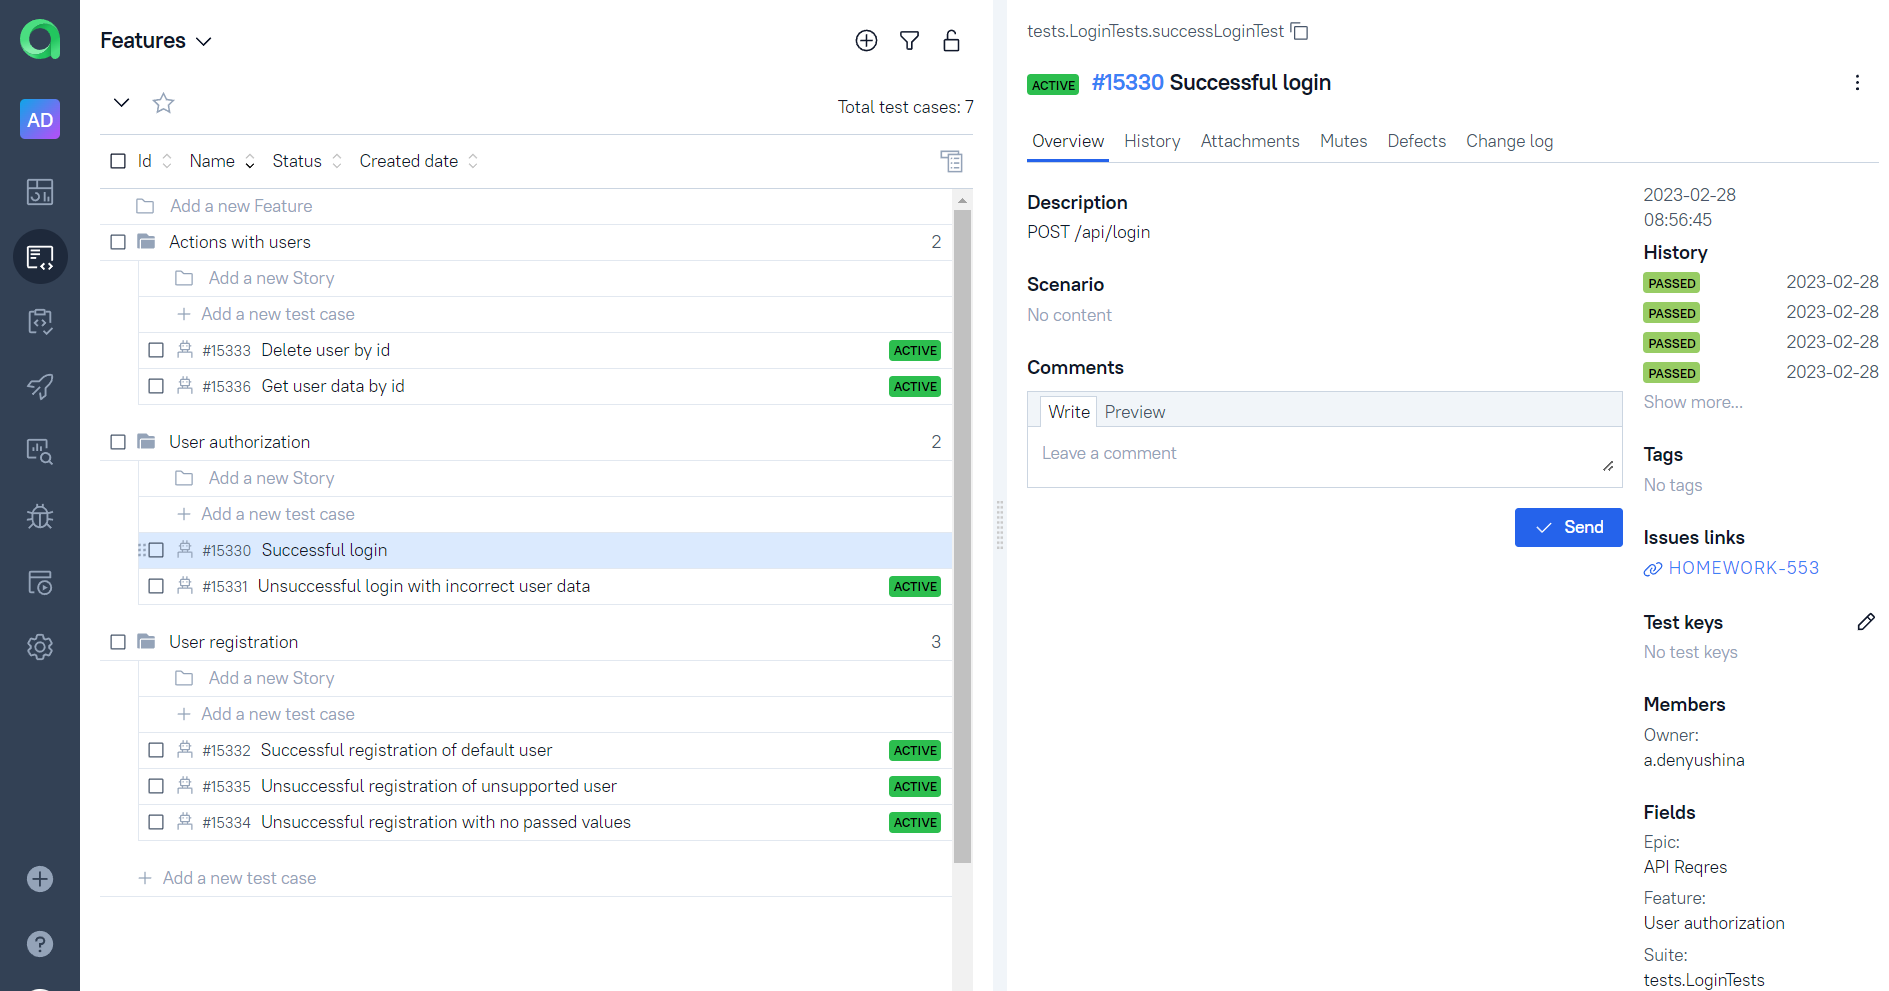 AD
Features
Total test cases: 7
Id Name Status Created date
Add a new Feature
Actions with users 2
Add a new Story
Add a new test case
#15333 Delete user by id ACTIVE
#15336 Get user data by id ACTIVE
User authorization 2
Add a new Story
Add a new test case
#15330 Successful login
#15331 Unsuccessful login with incorrect user data ACTIVE
User registration 3
Add a new Story
Add a new test case
#15332 Successful registration of default user ACTIVE
#15335 Unsuccessful registration of unsupported user ACTIVE
#15334 Unsuccessful registration with no passed values ACTIVE
Add a new test case
tests.LoginTests.successLoginTest
ACTIVE #15330 Successful login
Overview History Attachments Mutes Defects Change log
Description
POST /api/login
Scenario
No content
Comments
Write Preview
Leave a comment
Send
2023-02-28
08:56:45
History
PASSED 2023-02-28
PASSED 2023-02-28
PASSED 2023-02-28
PASSED 2023-02-28
Show more...
Tags
No tags
Issues links
HOMEWORK-553
Test keys
No test keys
Members
Owner:
a.denyushina
Fields
Epic:
API Reqres
Feature:
User authorization
Suite:
tests.LoginTests